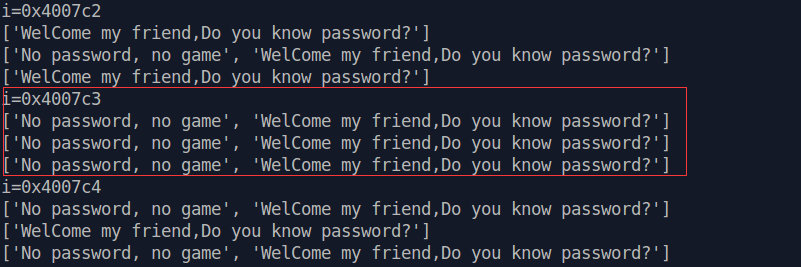 i=0x4007c2
['WelCome my friend,Do you know password?']
['No password, no game', 'WelCome my friend,Do you know password?']
['WelCome my friend,Do you know password?']
i=0x4007c3
['No password, no game', 'WelCome my friend,Do you know password?']
['No password, no game', 'WelCome my friend,Do you know password?']
['No password, no game', 'WelCome my friend,Do you know password?']
i=0x4007c4
['No password, no game', 'WelCome my friend,Do you know password?']
['WelCome my friend,Do you know password?']
['No password, no game', 'WelCome my friend,Do you know password?']